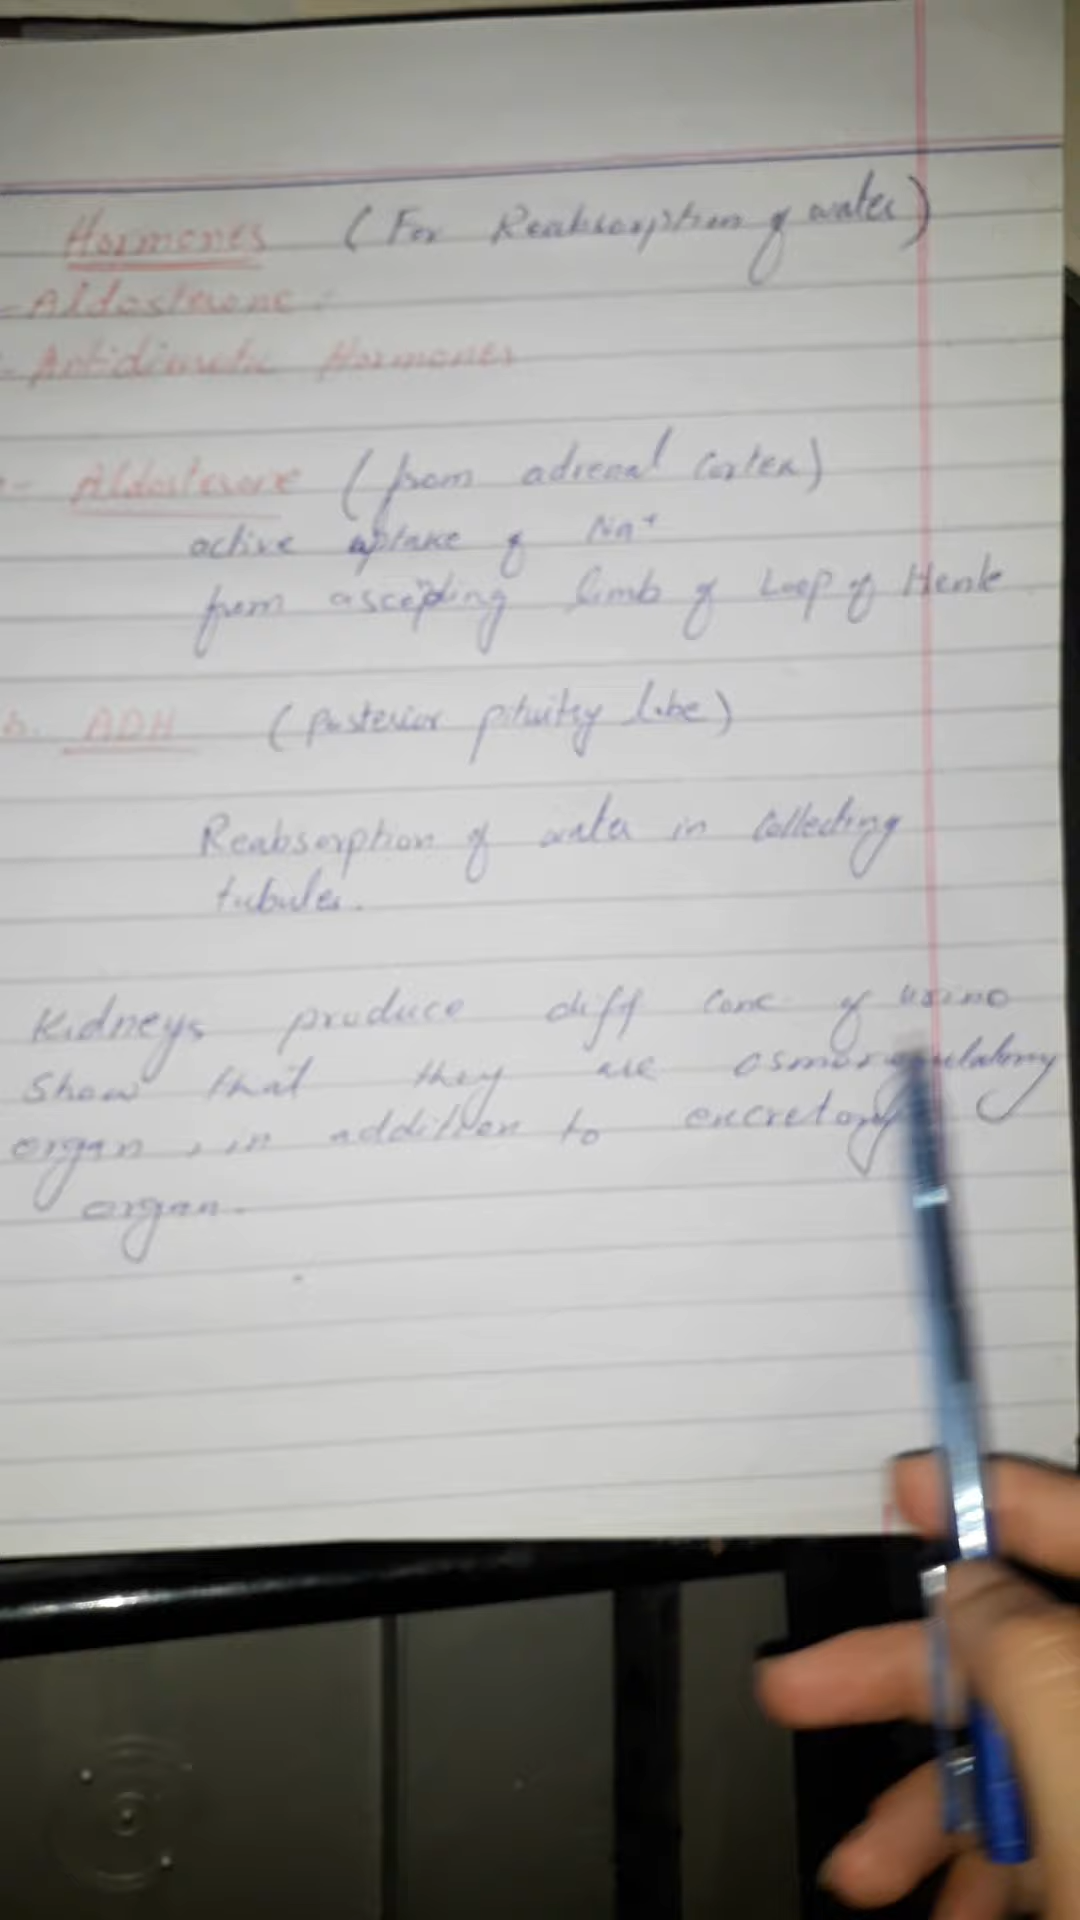 Hormones (For Reabsorption of water)
- Aldosterone :
- Antidiuretic Hormones
- Aldosterone (from adrenal Cortex)
active uptake of Na+
from ascending limb of Loop of Henle
b. ADH (Posterior pituitry lobe)
Reabsorption of water in collecting
tubules.
Kidneys produce diff conc of urine
Show that they are osmoregulatory
organ, in addition to excretory
organ.